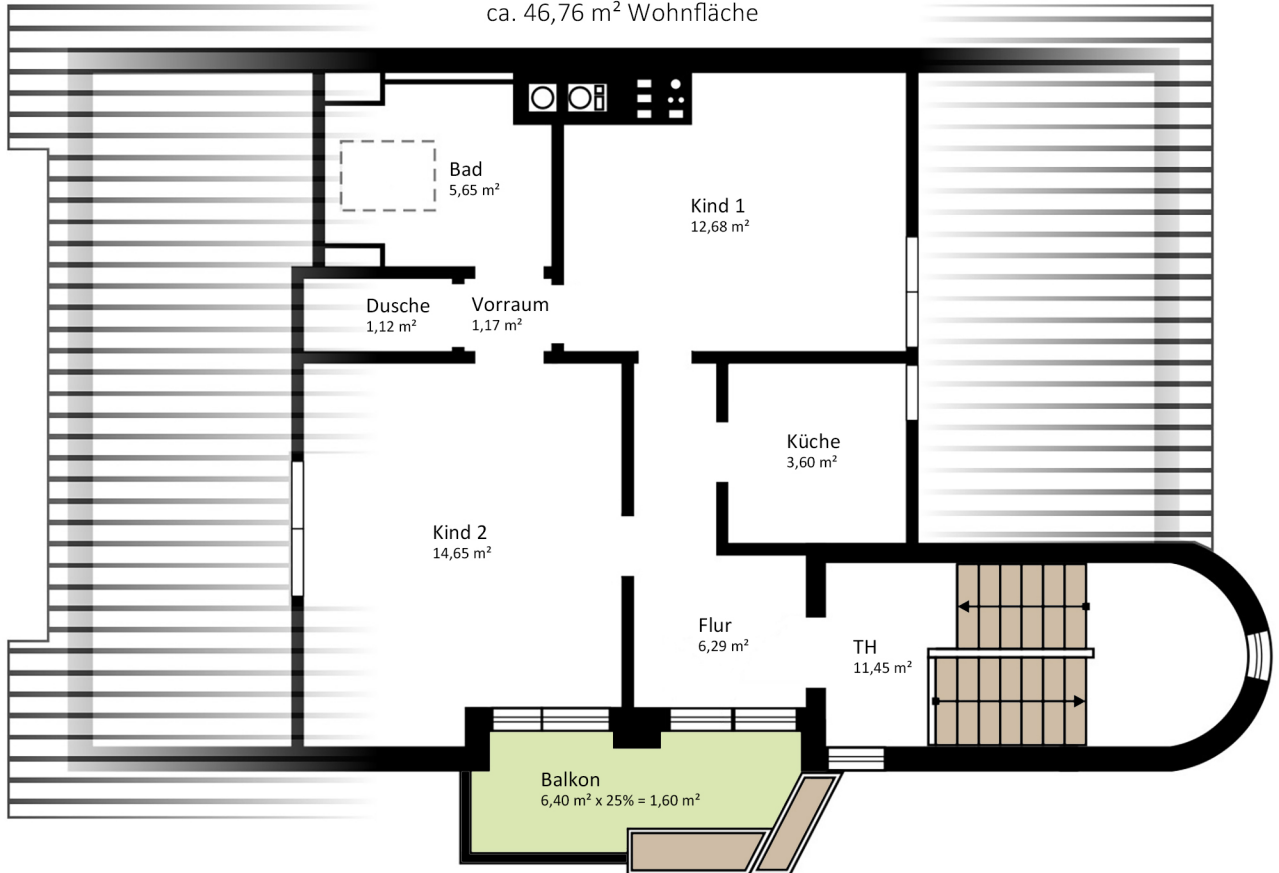 ca. 46,76 m² Wohnfläche
Bad
5,65 m²
Kind 1
12,68 m²
Dusche
1,12 m²
Vorraum
1,17 m²
Küche
3,60 m²
Kind 2
14,65 m²
Flur
6,29 m²
TH
11,45 m²
Balkon
6,40 m² x 25% = 1,60 m²